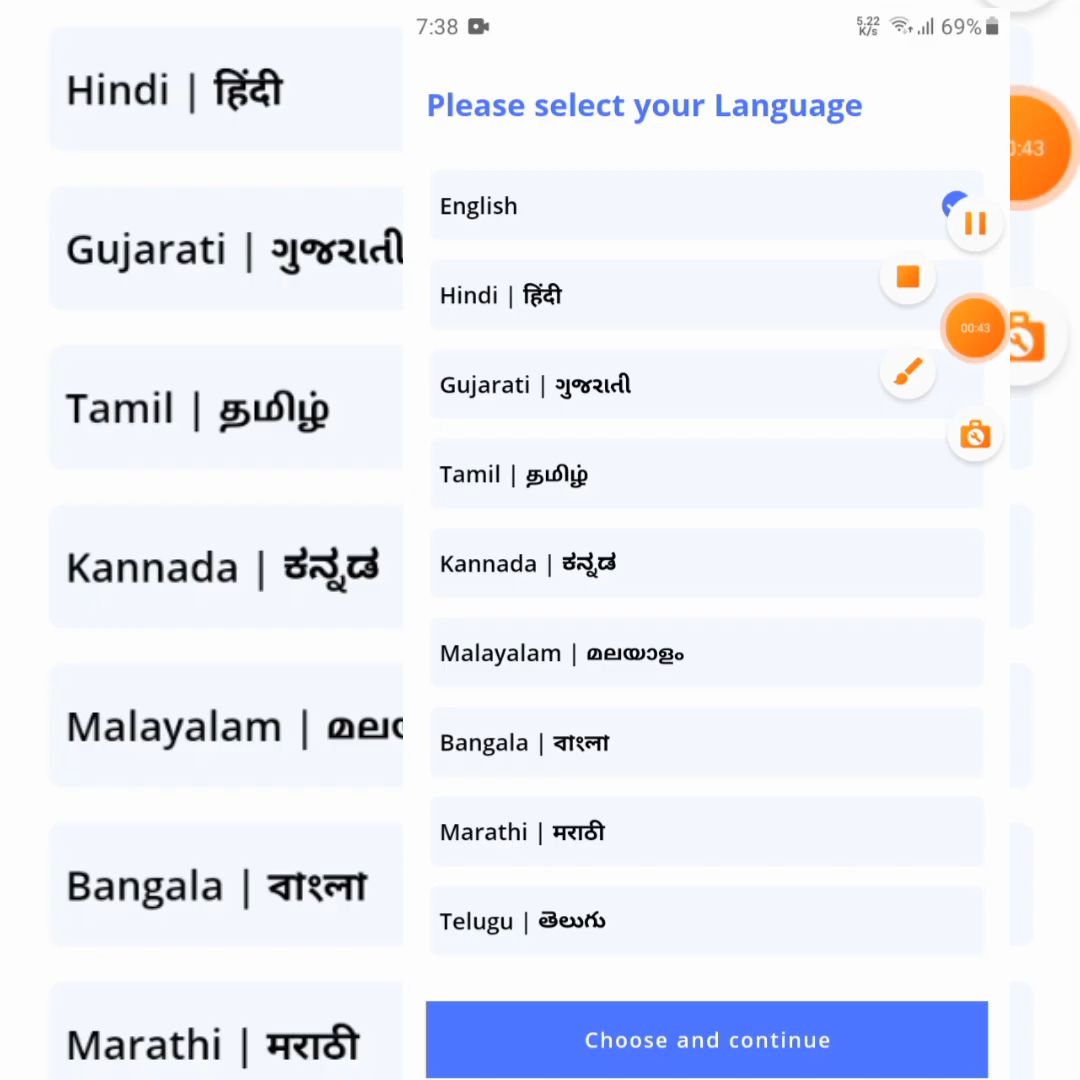 Hindi | हिंदी
Gujarati | ગુજરાતી
Tamil | தமிழ்
Kannada | ಕನ್ನಡ
Malayalam |
Bangala | বাংলা
Marathi | मराठी
7:38
5.22 K/s 69%
Please select your Language
English
Hindi | हिंदी
Gujarati | ગુજરાતી
Tamil | தமிழ்
Kannada | ಕನ್ನಡ
Malayalam | മലയാളം
Bangala | বাংলা
Marathi | मराठी
Telugu | తెలుగు
Choose and continue
00:43
:43